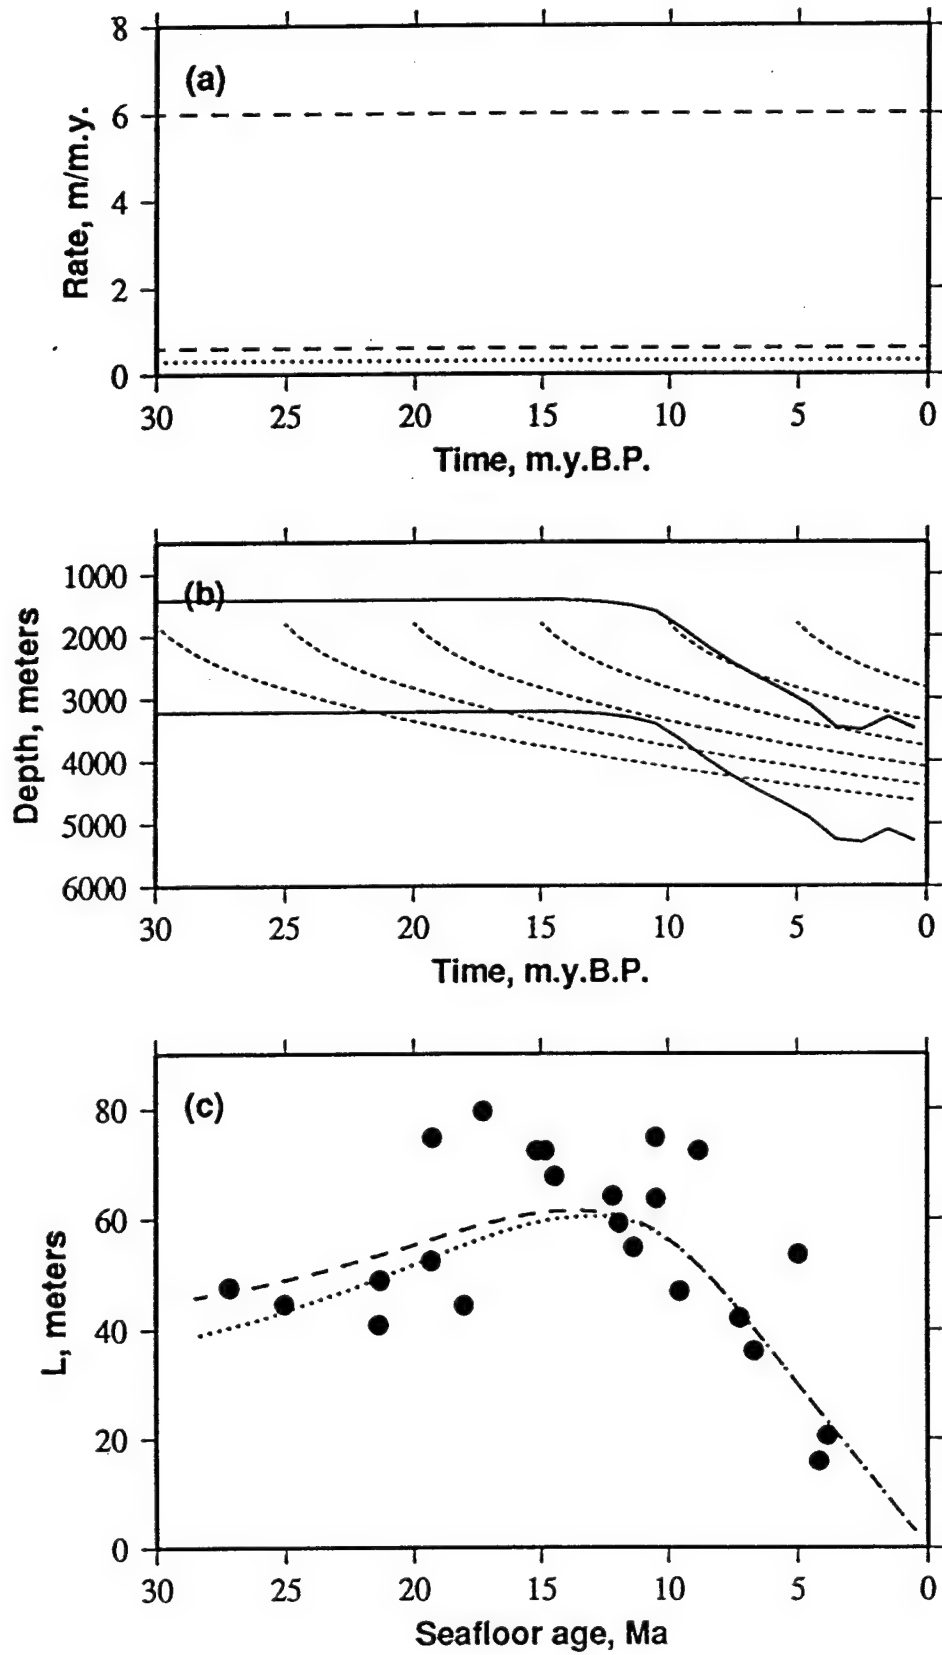 8
(a)
6
Rate, m/m.y.
4
2
0
30 25 20 15 10 5 0
Time, m.y.B.P.
1000
(b)
2000
Depth, meters
3000
4000
5000
6000
30 25 20 15 10 5 0
Time, m.y.B.P.
(c)
80
60
L, meters
40
20
0
30 25 20 15 10 5 0
Seafloor age, Ma